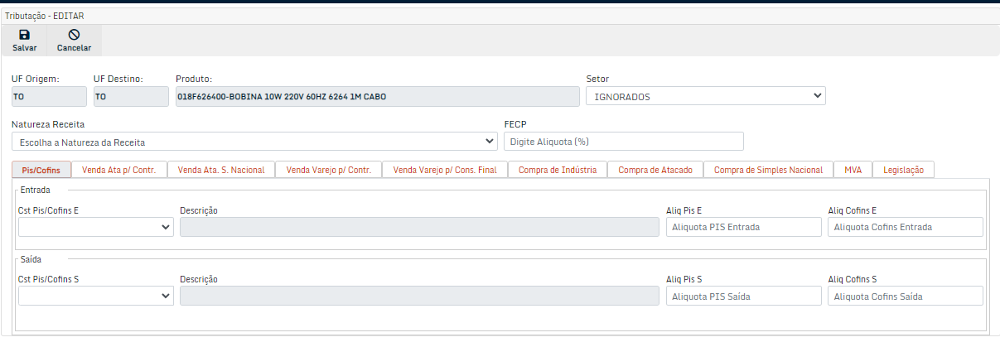 Tributação - EDITAR
Salvar Cancelar
UF Origem: UF Destino: Produto: Setor
TO TO 018F626400-BOBINA 10W 220V 60HZ 6264 1M CABO IGNORADOS
Natureza Receita FECP
Escolha a Natureza da Receita Digite Aliquota (%)
Pis/Cofins Venda Ata p/ Contr. Venda Ata. S. Nacional Venda Varejo p/ Contr. Venda Varejo p/ Cons. Final Compra de Indústria Compra de Atacado Compra de Simples Nacional MVA Legislação
Entrada
Cst Pis/Cofins E Descrição Aliq Pis E Aliq Cofins E
Aliquota PIS Entrada Aliquota Cofins Entrada
Saída
Cst Pis/Cofins S Descrição Aliq Pis S Aliq Cofins S
Aliquota PIS Saída Aliquota Cofins Saída